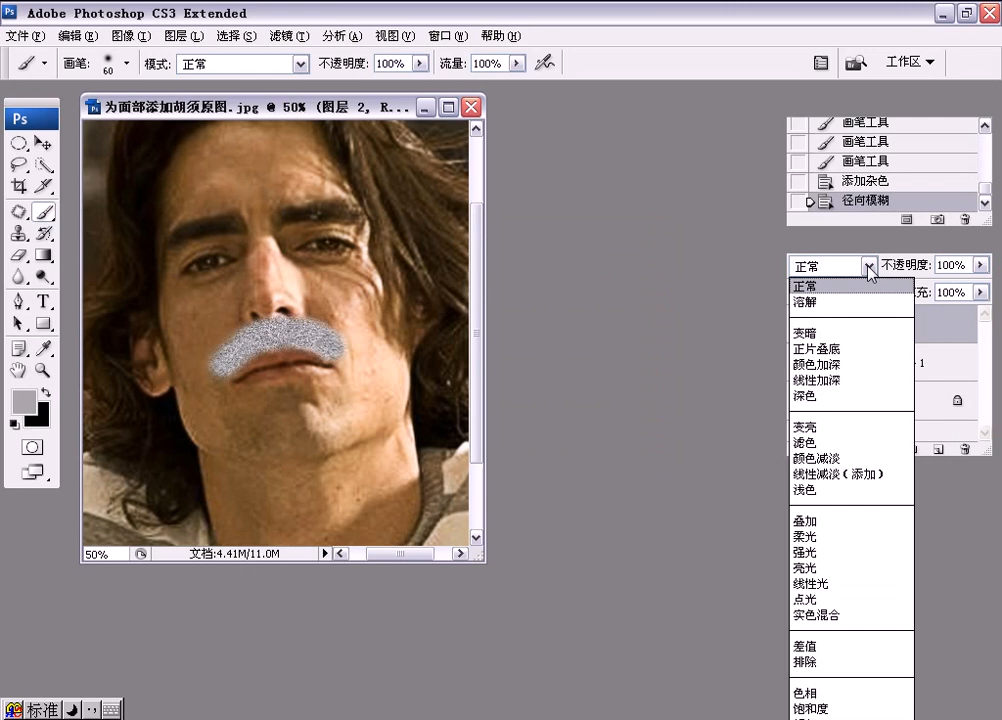 Ps Adobe Photoshop CS3 Extended
文件(F) 编辑(E) 图像(I) 图层(L) 选择(S) 滤镜(T) 分析(A) 视图(V) 窗口(W) 帮助(H)
画笔: 60 模式: 正常 不透明度: 100% 流量: 100% 工作区
Ps
为面部添加胡须原图.jpg @ 50% (图层 2, R...
50% 文档:4.41M/11.0M
画笔工具
画笔工具
画笔工具
添加杂色
径向模糊
正常 不透明度: 100%
充: 100%
1
正常
溶解
变暗
正片叠底
颜色加深
线性加深
深色
变亮
滤色
颜色减淡
线性减淡(添加)
浅色
叠加
柔光
强光
亮光
线性光
点光
实色混合
差值
排除
色相
饱和度
标准